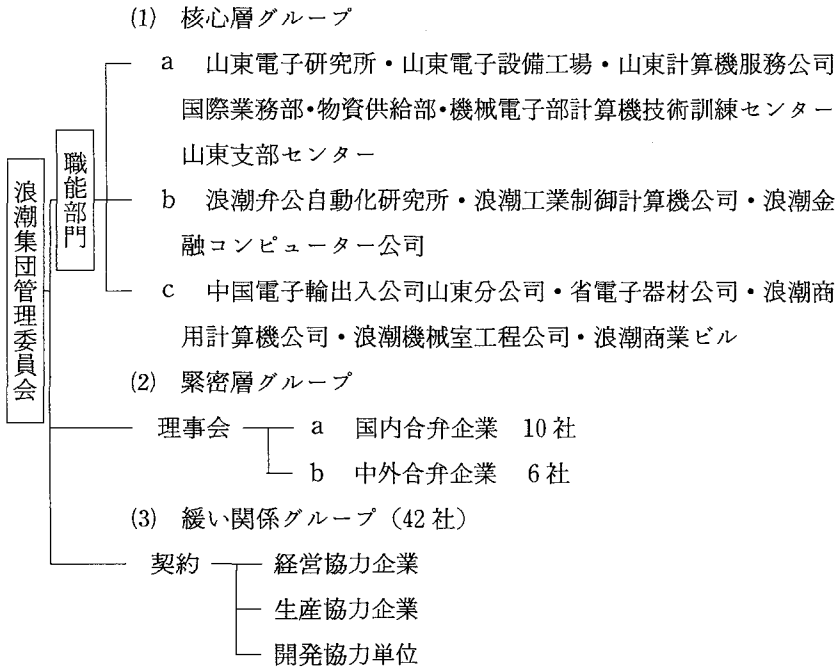 浪潮集団管理委員会
職能部門
(1) 核心層グループ
a 山東電子研究所・山東電子設備工場・山東計算機服務公司
国際業務部・物資供給部・機械電子部計算機技術訓練センター
山東支部センター
b 浪潮弁公自動化研究所・浪潮工業制御計算機公司・浪潮金
融コンピューター公司
c 中国電子輸出入公司山東分公司・省電子器材公司・浪潮商
用計算機公司・浪潮機械室工程公司・浪潮商業ビル
(2) 緊密層グループ
理事会 a 国内合弁企業 10社
b 中外合弁企業 6社
(3) 緩い関係グループ（42社）
契約 経営協力企業
生産協力企業
開発協力単位